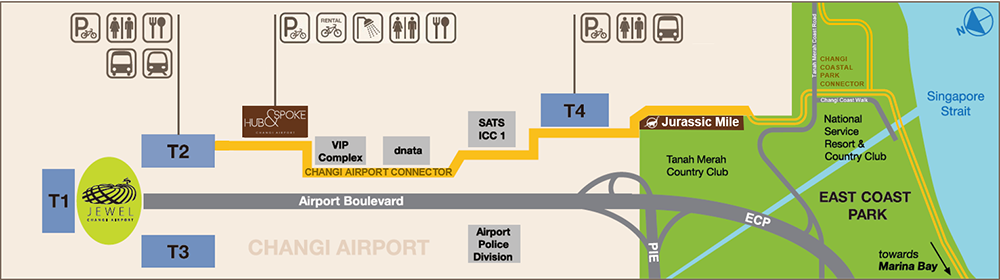 P
P
RENTAL
P
HUB & SPOKE
CHANGI AIRPORT
T4
SATS
ICC 1
Jurassic Mile
Tanah Merah Coast Road
CHANGI
COASTAL
PARK
CONNECTOR
Changi Coast Walk
N
Singapore
Strait
T2
VIP
Complex
dnata
CHANGI AIRPORT CONNECTOR
Tanah Merah
Country Club
National
Service
Resort &
Country Club
T1
JEWEL
CHANGI AIRPORT
Airport Boulevard
ECP
PIE
EAST COAST
PARK
T3
CHANGI AIRPORT
Airport
Police
Division
towards
Marina Bay